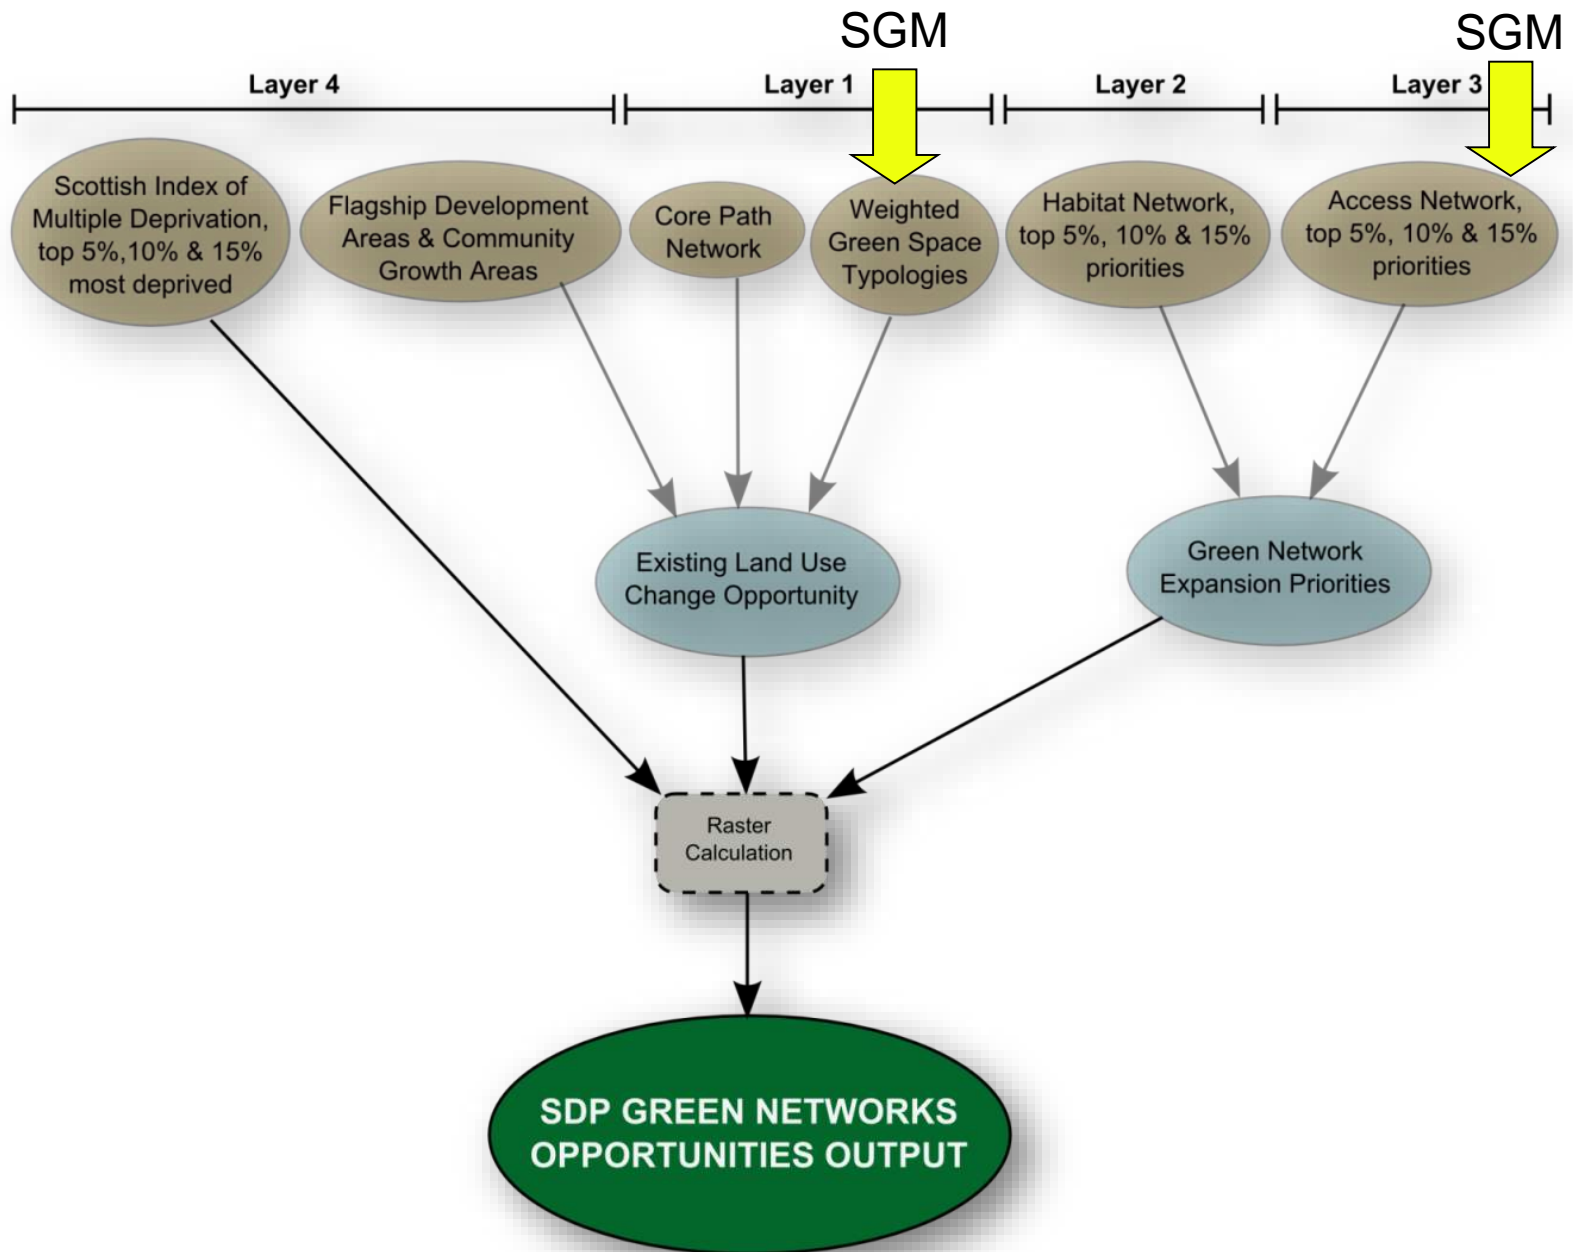 SGM
SGM
Layer 4
Layer 1
Layer 2
Layer 3
Scottish Index of
Multiple Deprivation,
top 5%,10% & 15%
most deprived
Flagship Development
Areas & Community
Growth Areas
Core Path
Network
Weighted
Green Space
Typologies
Habitat Network,
top 5%, 10% & 15%
priorities
Access Network,
top 5%, 10% & 15%
priorities
Existing Land Use
Change Opportunity
Green Network
Expansion Priorities
Raster
Calculation
SDP GREEN NETWORKS
OPPORTUNITIES OUTPUT